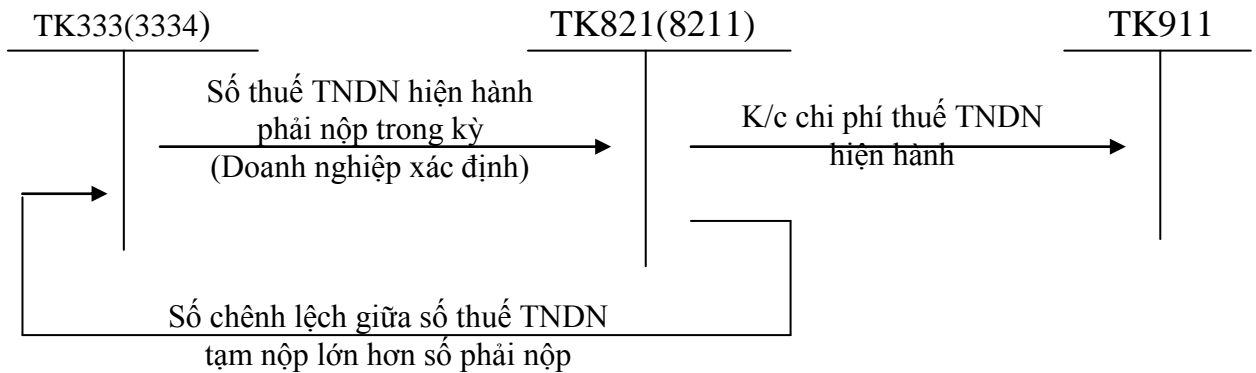 TK333(3334)
TK821(8211)
TK911
Số thuế TNDN hiện hành
phải nộp trong kỳ
(Doanh nghiệp xác định)
K/c chi phí thuế TNDN
hiện hành
Số chênh lệch giữa số thuế TNDN
tạm nộp lớn hơn số phải nộp